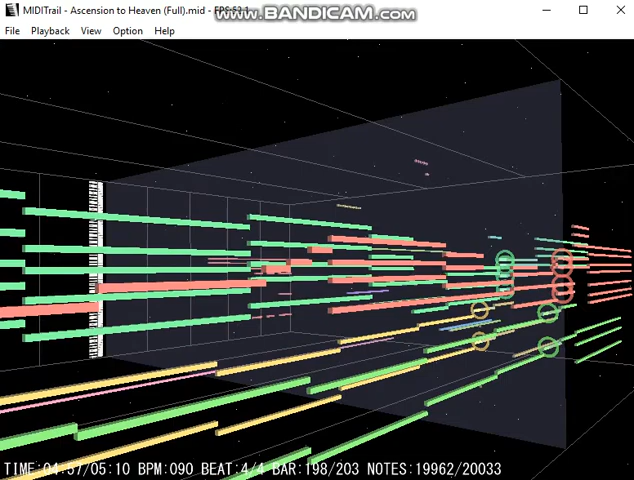 MIDITrail - Ascension to Heaven (Full).mid - FPS:53.1
www.BANDICAM.com
File Playback View Option Help
TIME:04:57/05:10 BPM:090 BEAT:4/4 BAR:198/203 NOTES:19962/20033